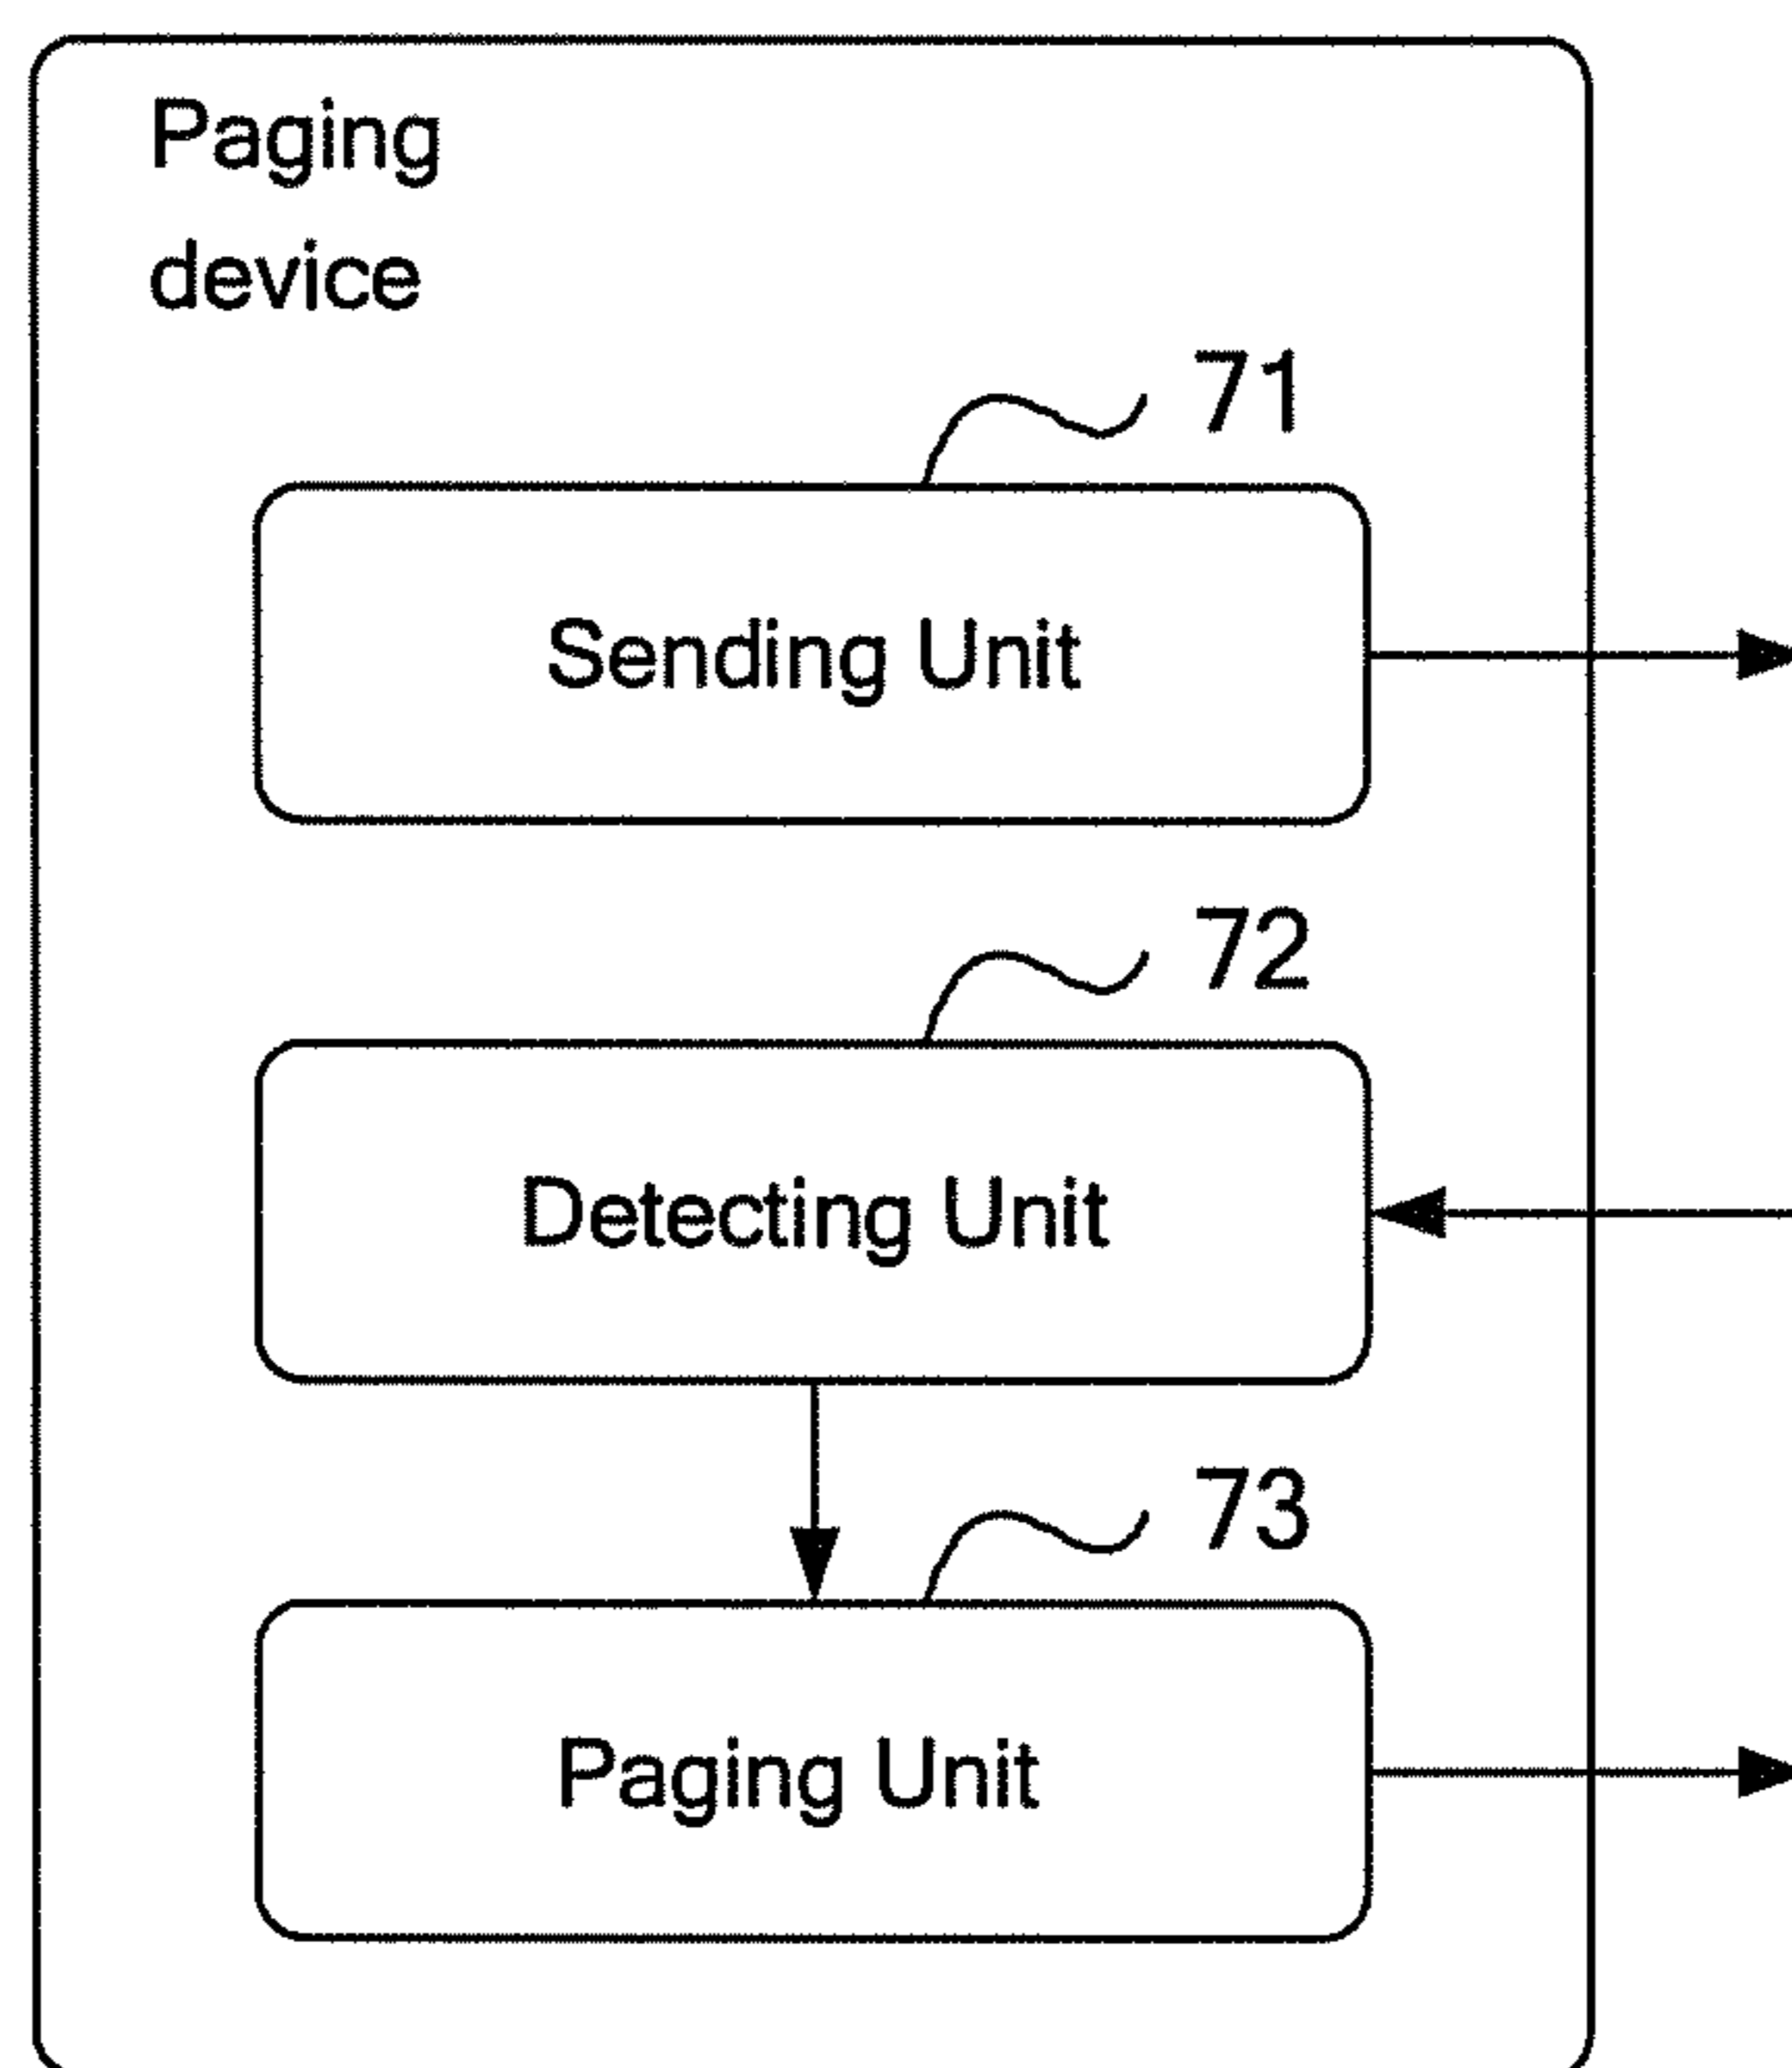 Paging
device
71
Sending Unit
72
Detecting Unit
73
Paging Unit